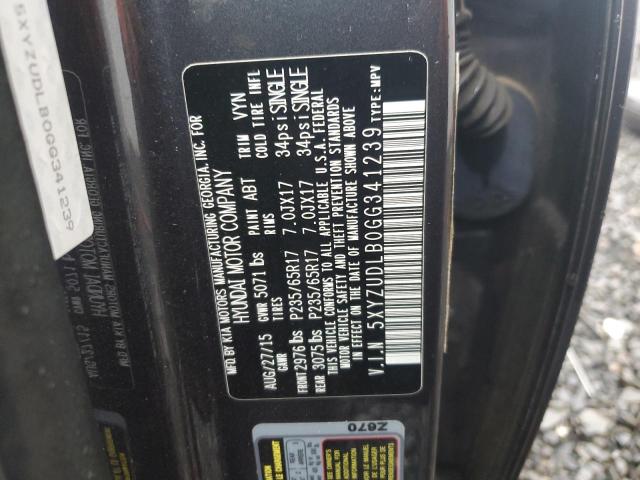 MFD.BY KIA MOTORS MANUFACTURING GEORGIA, INC. FOR
HYUNDAI MOTOR COMPANY
AUG/27/15 GVWR 5071 lbs PAINT ABT TRIM VYN
GAWR TIRES RIMS COLD TIRE INFL
FRONT 2976 lbs P235/65R17 7.0JX17 34psi SINGLE
REAR 3075 lbs P235/65R17 7.0JX17 34psi SINGLE
THIS VEHICLE CONFORMS TO ALL APPLICABLE U.S.A. FEDERAL
MOTOR VEHICLE SAFETY, BUMPER, AND THEFT PREVENTION
STANDARDS IN EFFECT ON THE DATE OF MANUFACTURE SHOWN ABOVE
V.I.N 5XYZUDLB0GG341239 TYPE:MPV
5XYZUDLB0GG341239
Z670